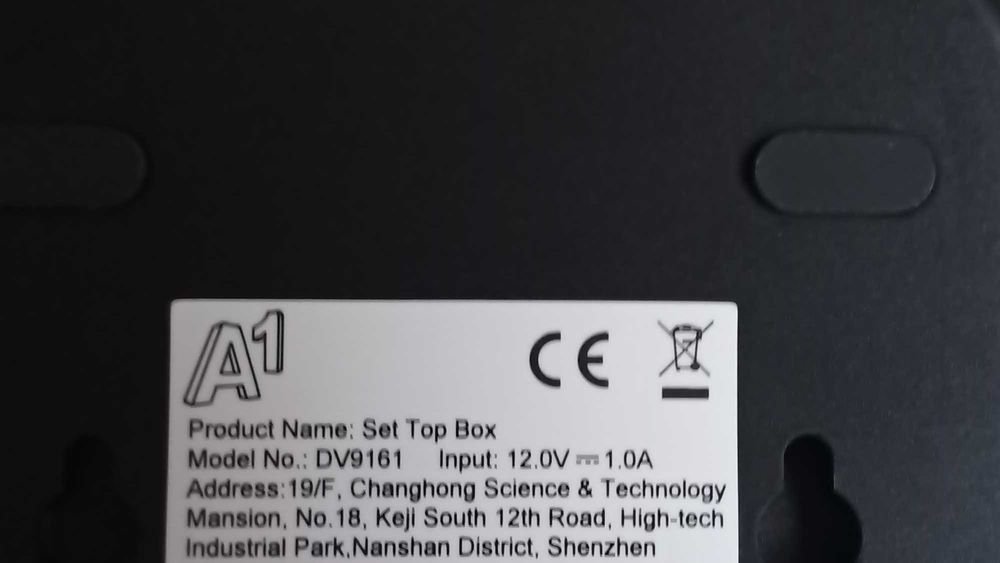 A1
CE
Product Name: Set Top Box
Model No.: DV9161 Input: 12.0V ⎓ 1.0A
Address:19/F, Changhong Science & Technology
Mansion, No.18, Keji South 12th Road, High-tech
Industrial Park,Nanshan District, Shenzhen